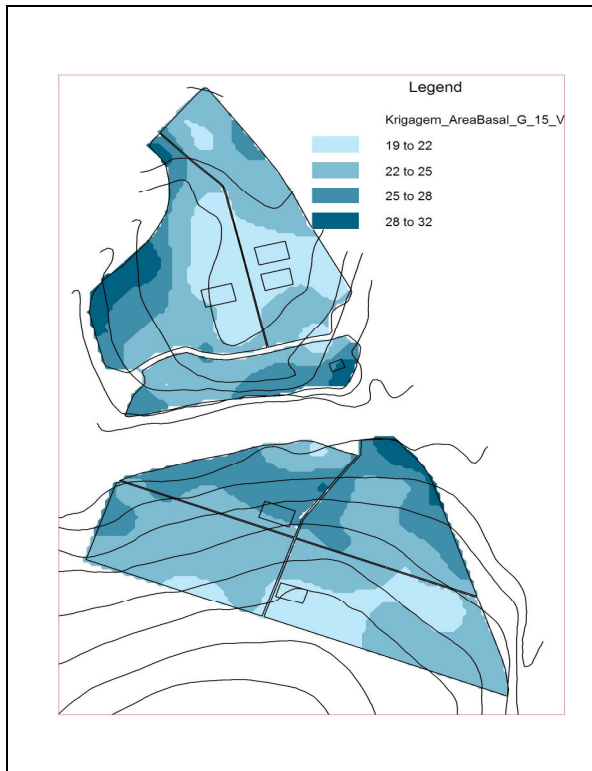 Legend
Krigagem_AreaBasal_G_15_V
19 to 22
22 to 25
25 to 28
28 to 32